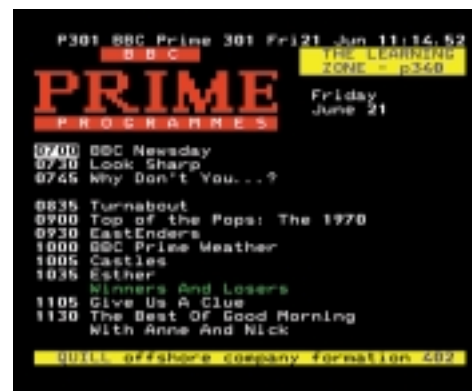 P301 BBC Prime 301 Fri21 Jun 11:14.52
BBC
THE LEARNING
ZONE - p360
PRIME
Friday
June 21
PROGRAMMES
0700 BBC Newsday
0730 Look Sharp
0745 Why Don't You...?
0835 Turnabout
0900 Top of the Pops: The 1970
0930 EastEnders
1000 BBC Prime Weather
1005 Castles
1035 Esther
Winners And Losers
1105 Give Us A Clue
1130 The Best Of Good Morning
With Anne And Nick
QUILL offshore company formation 402